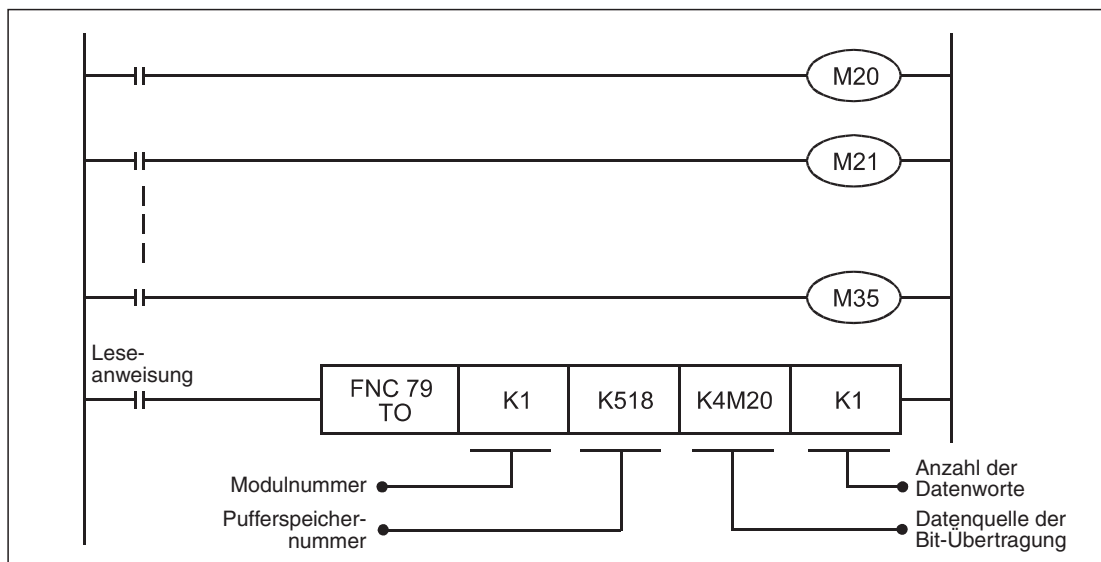 M20
M21
M35
Lese-
anweisung
FNC 79
TO
K1
K518
K4M20
K1
Modulnummer
Pufferspeicher-
nummer
Anzahl der
Datenworte
Datenquelle der
Bit-Übertragung